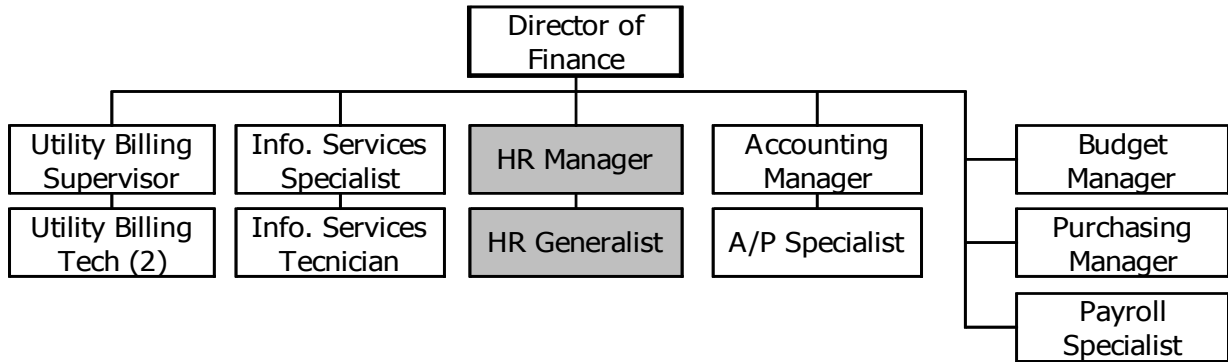 Director of
Finance
Utility Billing
Supervisor
Info. Services
Specialist
HR Manager
Accounting
Manager
Budget
Manager
Utility Billing
Tech (2)
Info. Services
Tecnician
HR Generalist
A/P Specialist
Purchasing
Manager
Payroll
Specialist